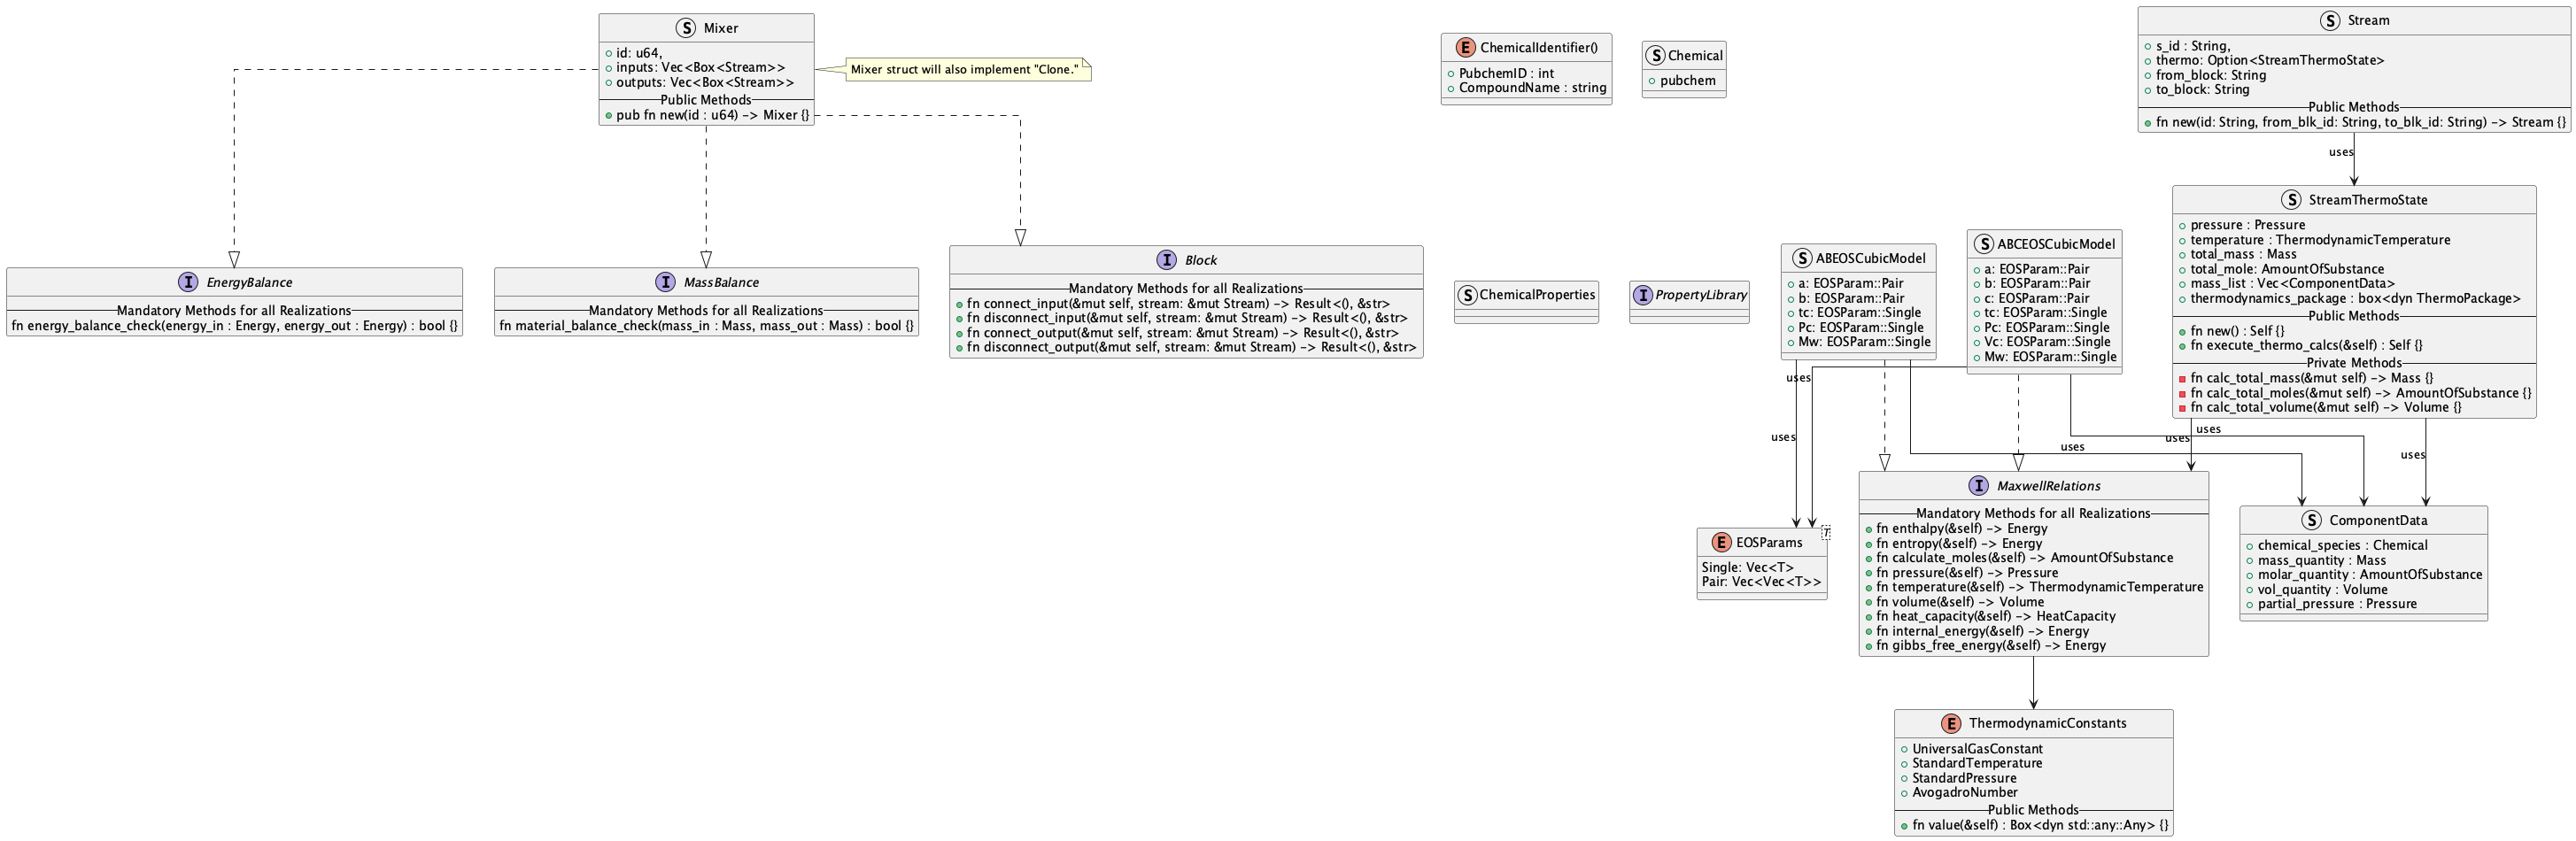 S Mixer
id: u64,
inputs: Vec<Box<Stream>>
outputs: Vec<Box<Stream>>
Public Methods
pub fn new(id : u64) -> Mixer {}
Mixer struct will also implement "Clone."
E ChemicalIdentifier()
PubchemID : int
CompoundName : string
S Chemical
pubchem
S Stream
s_id : String,
thermo: Option<StreamThermoState>
from_block: String
to_block: String
Public Methods
fn new(id: String, from_blk_id: String, to_blk_id: String) -> Stream {}
uses
I EnergyBalance
Mandatory Methods for all Realizations
fn energy_balance_check(energy_in : Energy, energy_out : Energy) : bool {}
I MassBalance
Mandatory Methods for all Realizations
fn material_balance_check(mass_in : Mass, mass_out : Mass) : bool {}
I Block
Mandatory Methods for all Realizations
fn connect_input(&mut self, stream: &mut Stream) -> Result<(), &str>
fn disconnect_input(&mut self, stream: &mut Stream) -> Result<(), &str>
fn connect_output(&mut self, stream: &mut Stream) -> Result<(), &str>
fn disconnect_output(&mut self, stream: &mut Stream) -> Result<(), &str>
S ChemicalProperties
I PropertyLibrary
S ABEOSCubicModel
a: EOSParam::Pair
b: EOSParam::Pair
tc: EOSParam::Single
Pc: EOSParam::Single
Mw: EOSParam::Single
S ABCEOSCubicModel
a: EOSParam::Pair
b: EOSParam::Pair
c: EOSParam::Pair
tc: EOSParam::Single
Pc: EOSParam::Single
Vc: EOSParam::Single
Mw: EOSParam::Single
S StreamThermoState
pressure : Pressure
temperature : ThermodynamicTemperature
total_mass : Mass
total_mole: AmountOfSubstance
mass_list : Vec<ComponentData>
thermodynamics_package : box<dyn ThermoPackage>
Public Methods
fn new() : Self {}
fn execute_thermo_calcs(&self) : Self {}
Private Methods
fn calc_total_mass(&mut self) -> Mass {}
fn calc_total_moles(&mut self) -> AmountOfSubstance {}
fn calc_total_volume(&mut self) -> Volume {}
uses
uses
uses
uses
uses
uses
E EOSParams
T
Single: Vec<T>
Pair: Vec<Vec<T>>
I MaxwellRelations
Mandatory Methods for all Realizations
fn enthalpy(&self) -> Energy
fn entropy(&self) -> Energy
fn calculate_moles(&self) -> AmountOfSubstance
fn pressure(&self) -> Pressure
fn temperature(&self) -> ThermodynamicTemperature
fn volume(&self) -> Volume
fn heat_capacity(&self) -> HeatCapacity
fn internal_energy(&self) -> Energy
fn gibbs_free_energy(&self) -> Energy
S ComponentData
chemical_species : Chemical
mass_quantity : Mass
molar_quantity : AmountOfSubstance
vol_quantity : Volume
partial_pressure : Pressure
E ThermodynamicConstants
UniversalGasConstant
StandardTemperature
StandardPressure
AvogadroNumber
Public Methods
fn value(&self) : Box<dyn std::any::Any> {}